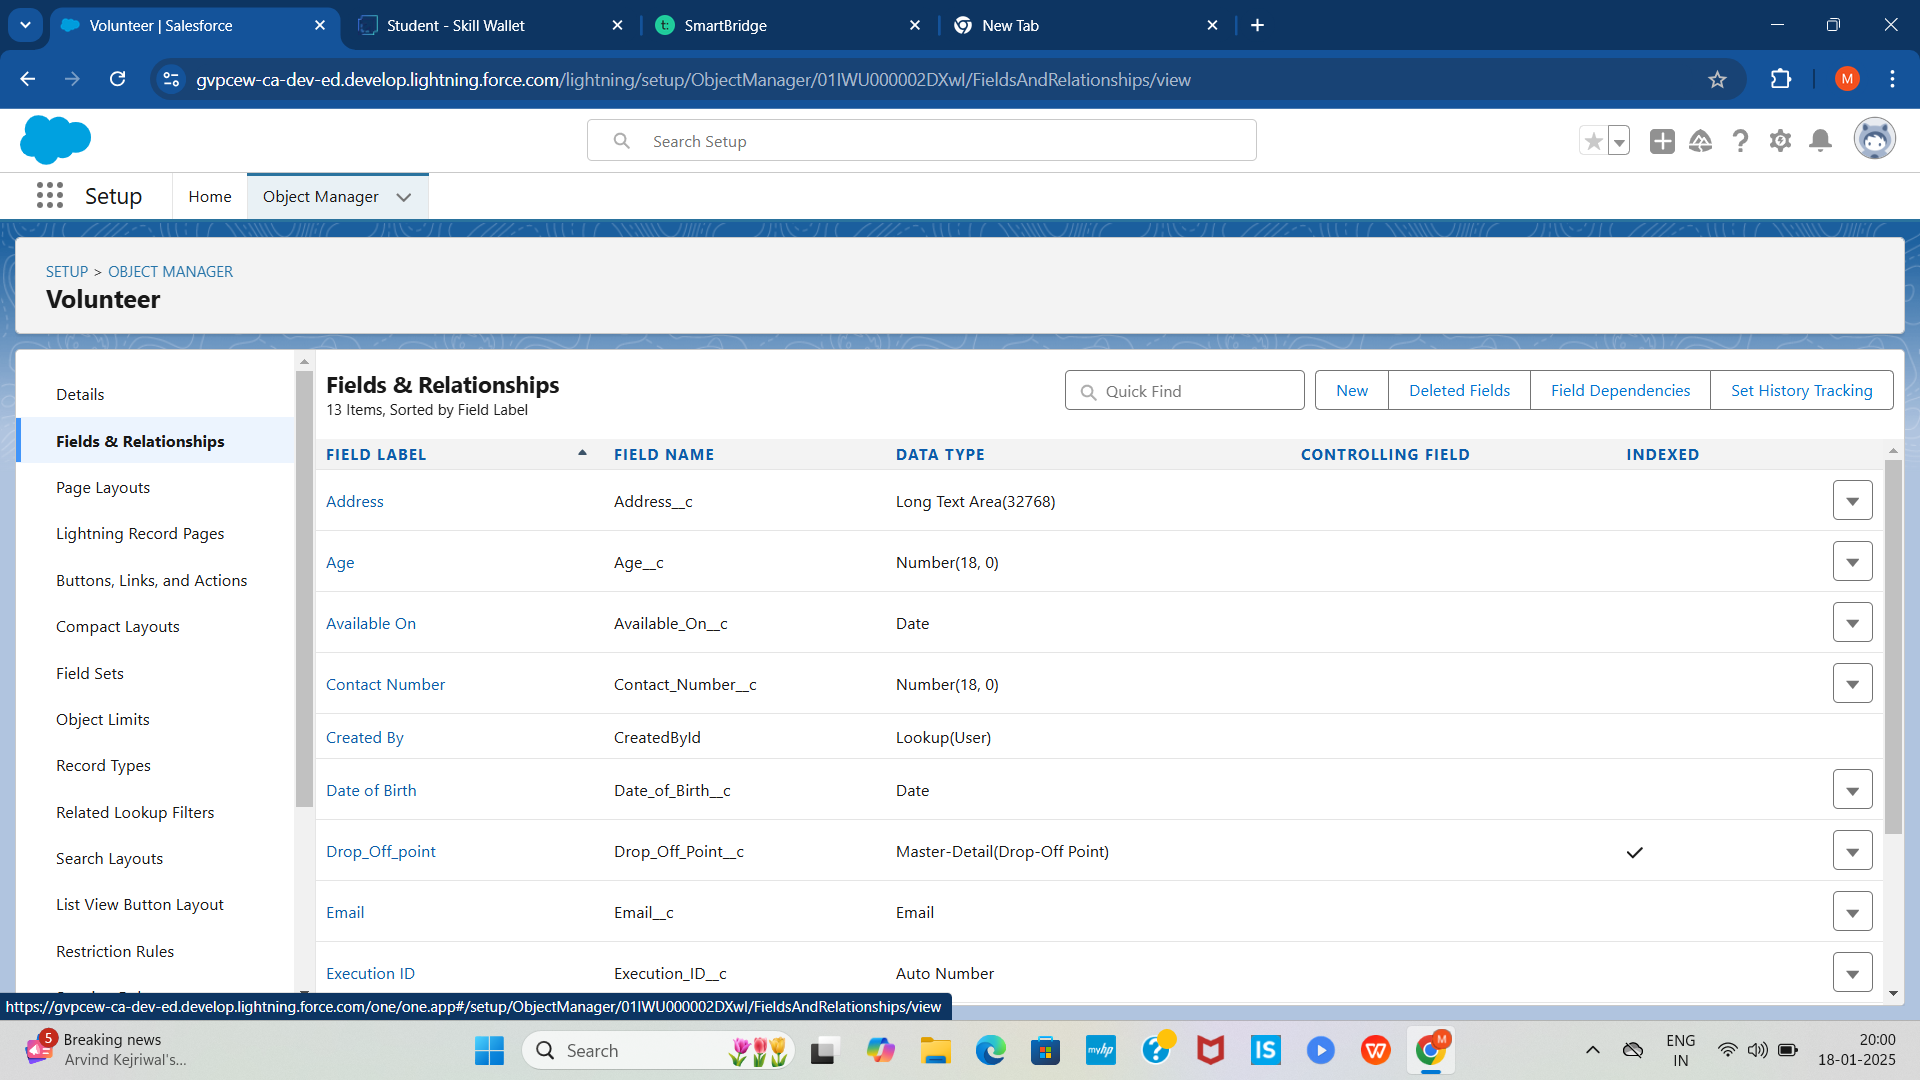 Volunteer | Salesforce
Student - Skill Wallet
SmartBridge
New Tab
gvpcew-ca-dev-ed.develop.lightning.force.com/lightning/setup/ObjectManager/01IWU000002DXwI/FieldsAndRelationships/view
M
Search Setup
Setup
Home
Object Manager
SETUP > OBJECT MANAGER
Volunteer
Details
Fields & Relationships
Page Layouts
Lightning Record Pages
Buttons, Links, and Actions
Compact Layouts
Field Sets
Object Limits
Record Types
Related Lookup Filters
Search Layouts
List View Button Layout
Restriction Rules
Fields & Relationships
13 Items, Sorted by Field Label
Quick Find
New
Deleted Fields
Field Dependencies
Set History Tracking
FIELD LABEL FIELD NAME DATA TYPE CONTROLLING FIELD INDEXED
Address Address__c Long Text Area(32768)
Age Age__c Number(18, 0)
Available On Available_On__c Date
Contact Number Contact_Number__c Number(18, 0)
Created By CreatedById Lookup(User)
Date of Birth Date_of_Birth__c Date
Drop_Off_point Drop_Off_Point__c Master-Detail(Drop-Off Point)
Email Email__c Email
Execution ID Execution_ID__c Auto Number
https://gvpcew-ca-dev-ed.develop.lightning.force.com/one/one.app#/setup/ObjectManager/01IWU000002DXwI/FieldsAndRelationships/view
5
Breaking news
Arvind Kejriwal's...
Search
myhp
IS
M
ENG
IN
20:00
18-01-2025